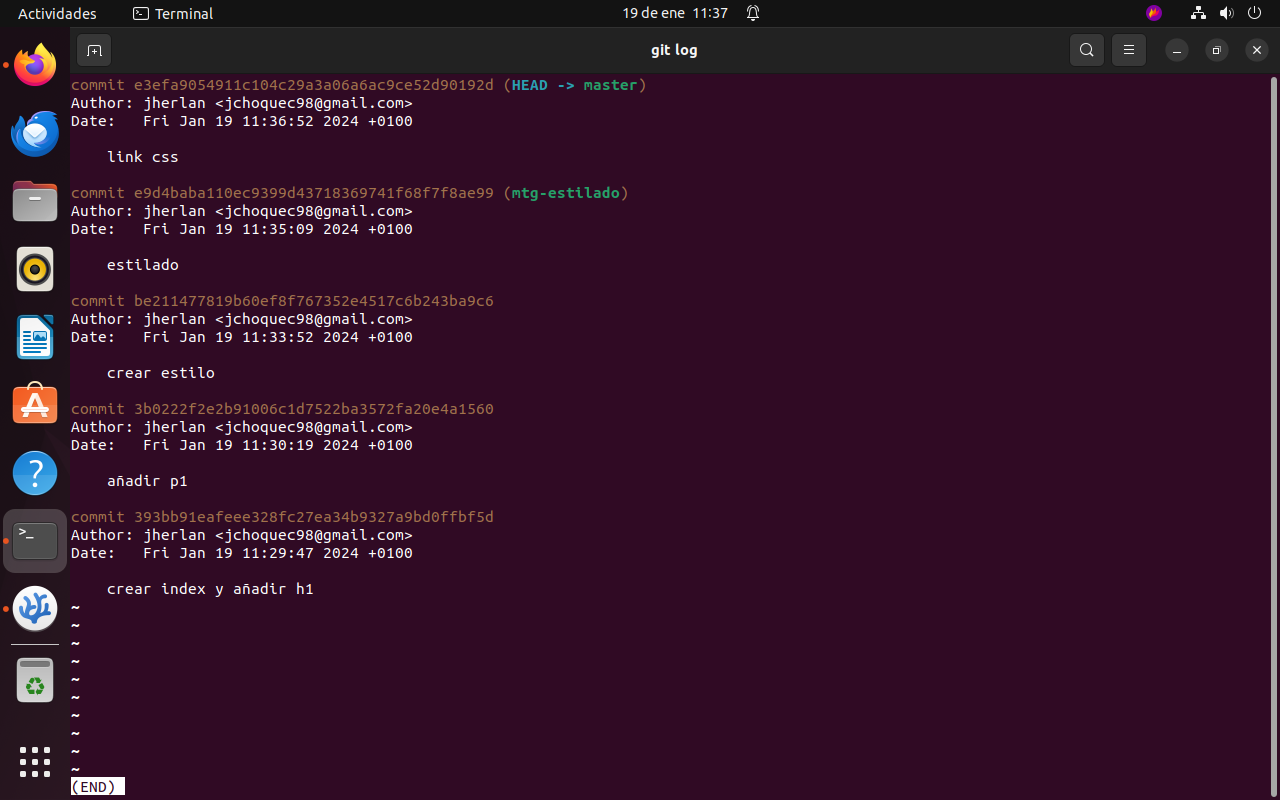 Actividades Terminal 19 de ene 11:37
git log
commit e3efa9054911c104c29a3a06a6ac9ce52d90192d (HEAD -> master)
Author: jherlan <jchoquec98@gmail.com>
Date:   Fri Jan 19 11:36:52 2024 +0100
link css
commit e9d4baba110ec9399d43718369741f68f7f8ae99 (mtg-estilado)
Author: jherlan <jchoquec98@gmail.com>
Date:   Fri Jan 19 11:35:09 2024 +0100
estilado
commit be211477819b60ef8f767352e4517c6b243ba9c6
Author: jherlan <jchoquec98@gmail.com>
Date:   Fri Jan 19 11:33:52 2024 +0100
crear estilo
commit 3b0222f2e2b91006c1d7522ba3572fa20e4a1560
Author: jherlan <jchoquec98@gmail.com>
Date:   Fri Jan 19 11:30:19 2024 +0100
añadir p1
commit 393bb91eafeee328fc27ea34b9327a9bd0ffbf5d
Author: jherlan <jchoquec98@gmail.com>
Date:   Fri Jan 19 11:29:47 2024 +0100
crear index y añadir h1
~
~
~
~
~
~
~
~
~
~
(END)